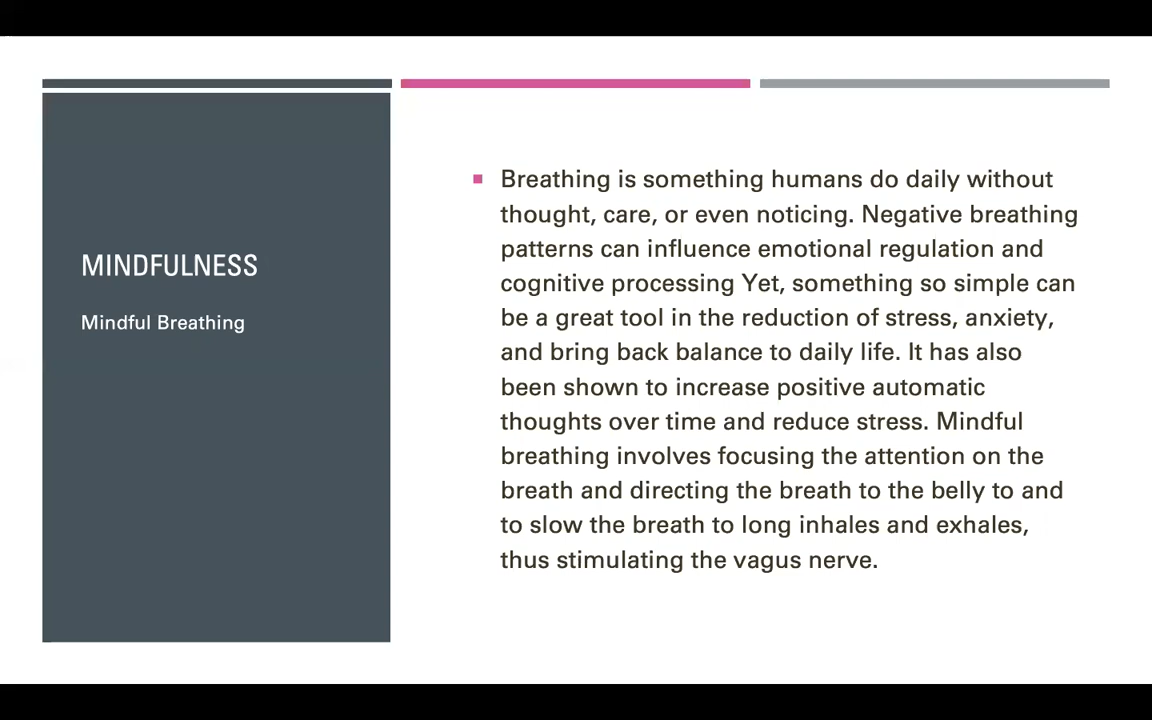 MINDFULNESS
Mindful Breathing
Breathing is something humans do daily without
thought, care, or even noticing. Negative breathing
patterns can influence emotional regulation and
cognitive processing Yet, something so simple can
be a great tool in the reduction of stress, anxiety,
and bring back balance to daily life. It has also
been shown to increase positive automatic
thoughts over time and reduce stress. Mindful
breathing involves focusing the attention on the
breath and directing the breath to the belly to and
to slow the breath to long inhales and exhales,
thus stimulating the vagus nerve.